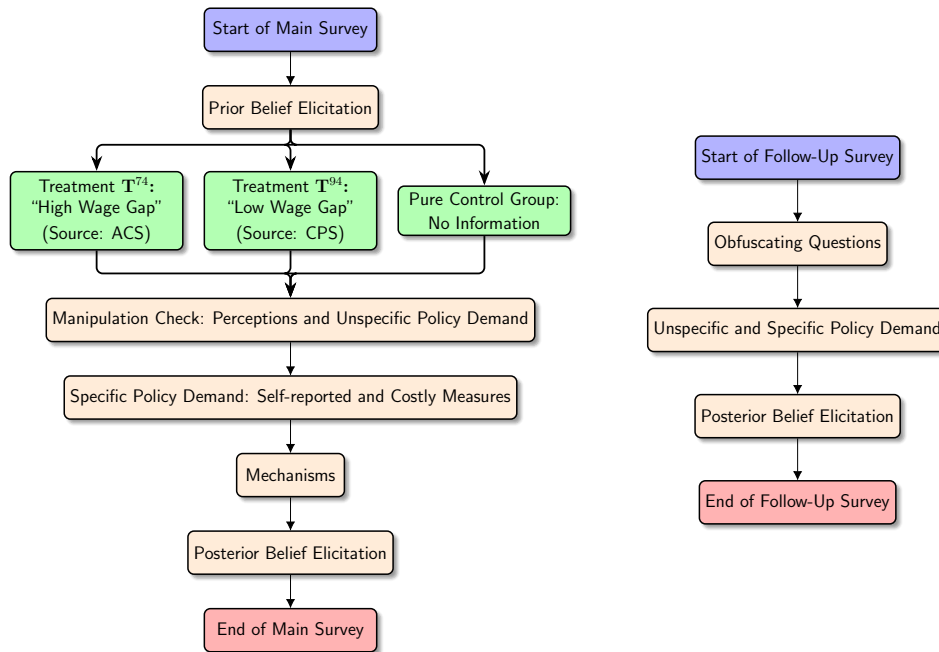 Start of Main Survey
Prior Belief Elicitation
Treatment T⁷⁴:
“High Wage Gap”
(Source: ACS)
Treatment T⁹⁴:
“Low Wage Gap”
(Source: CPS)
Pure Control Group:
No Information
Manipulation Check: Perceptions and Unspecific Policy Demand
Specific Policy Demand: Self-reported and Costly Measures
Mechanisms
Posterior Belief Elicitation
End of Main Survey
Start of Follow-Up Survey
Obfuscating Questions
Unspecific and Specific Policy Demand
Posterior Belief Elicitation
End of Follow-Up Survey